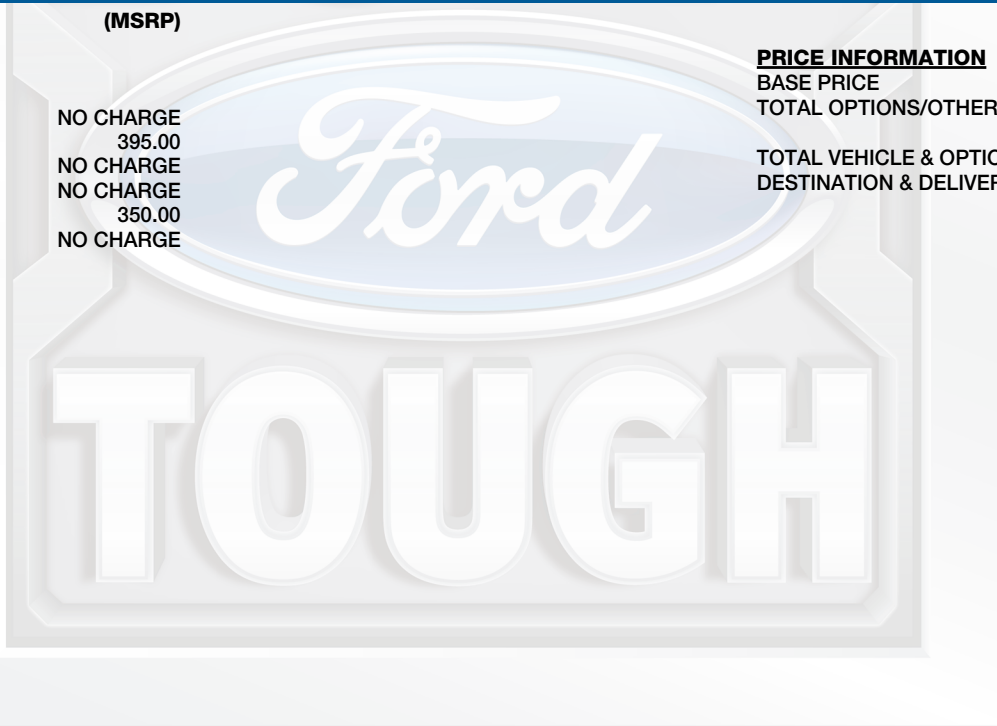 (MSRP)
NO CHARGE
395.00
NO CHARGE
NO CHARGE
350.00
NO CHARGE
PRICE INFORMATION
BASE PRICE
TOTAL OPTIONS/OTHER
TOTAL VEHICLE & OPTIO
DESTINATION & DELIVER
Ford
TOUGH